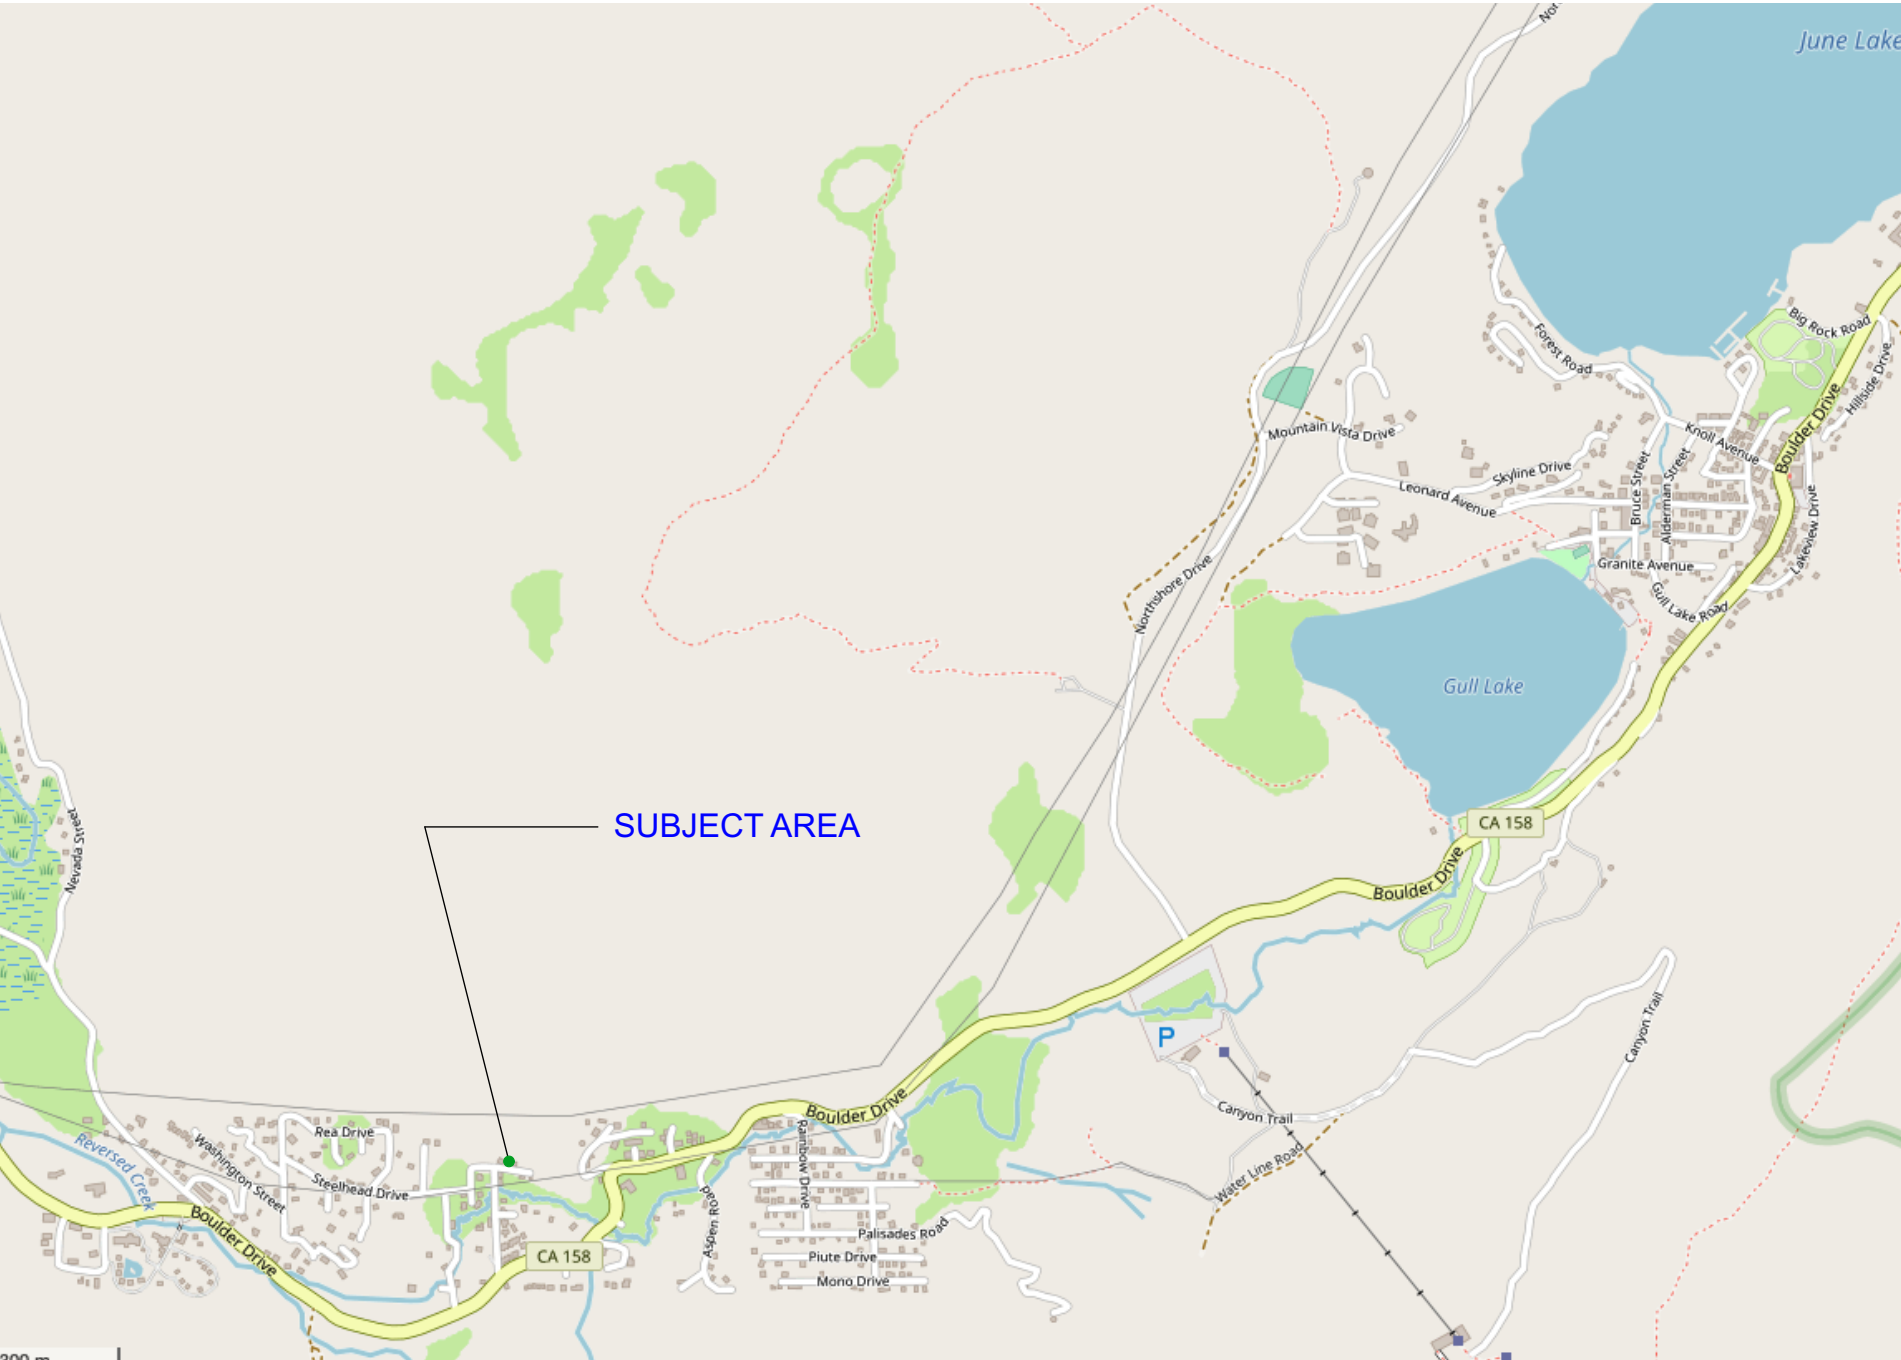 Nor
June Lake
Big Rock Road
Forest Road
Hillside Drive
Boulder Drive
Mountain Vista Drive
Knoll Avenue
Skyline Drive
Leonard Avenue
Bruce Street
Alderman Street
Lakeview Drive
Granite Avenue
Northshore Drive
Gull Lake Road
Gull Lake
SUBJECT AREA
CA 158
Nevada Street
Boulder Drive
P
Canyon Trail
Canyon Trail
Boulder Drive
Rea Drive
Reversed Creek
Washington Street
Steelhead Drive
Rainbow Drive
Water Line Road
Aspen Road
Boulder Drive
Palisades Road
CA 158
Piute Drive
Mono Drive
300 m